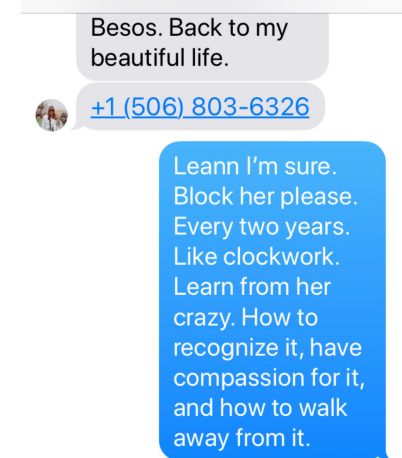 Besos. Back to my
beautiful life.
+1 (506) 803-6326
Leann I’m sure.
Block her please.
Every two years.
Like clockwork.
Learn from her
crazy. How to
recognize it, have
compassion for it,
and how to walk
away from it.